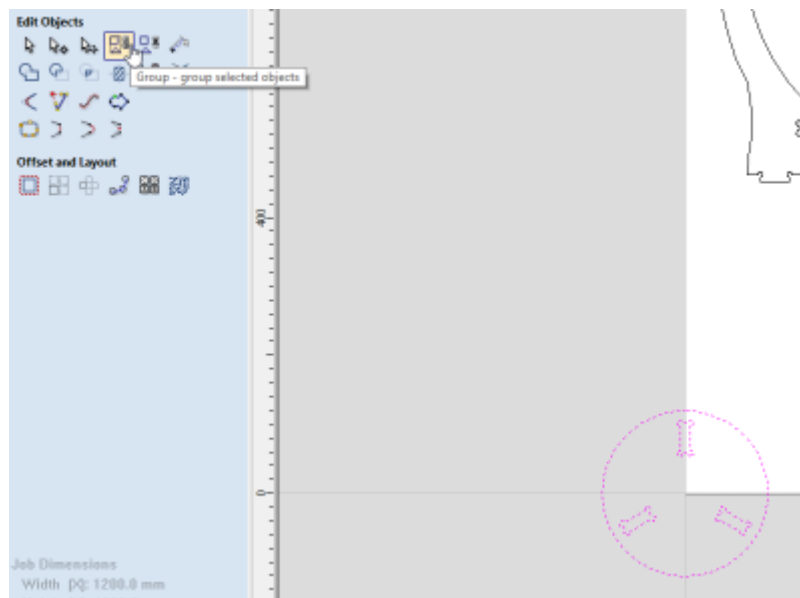 Edit Objects
Group - group selected objects
Offset and Layout
400
0
Job Dimensions
Width [X]: 1200.0 mm